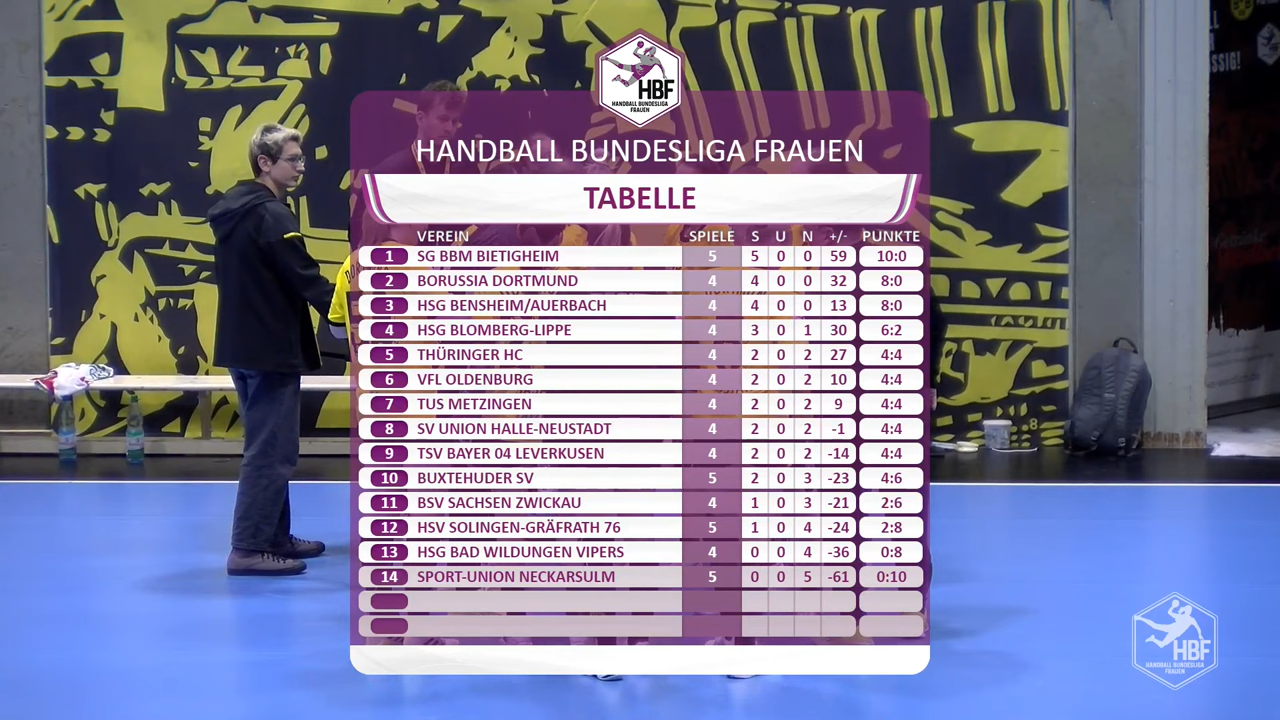 HBF
HANDBALL BUNDESLIGA
FRAUEN
HANDBALL BUNDESLIGA FRAUEN
TABELLE
VEREIN SPIELE S U N +/- PUNKTE
1 SG BBM BIETIGHEIM 5 5 0 0 59 10:0
2 BORUSSIA DORTMUND 4 4 0 0 32 8:0
3 HSG BENSHEIM/AUERBACH 4 4 0 0 13 8:0
4 HSG BLOMBERG-LIPPE 4 3 0 1 30 6:2
5 THÜRINGER HC 4 2 0 2 27 4:4
6 VFL OLDENBURG 4 2 0 2 10 4:4
7 TUS METZINGEN 4 2 0 2 9 4:4
8 SV UNION HALLE-NEUSTADT 4 2 0 2 -1 4:4
9 TSV BAYER 04 LEVERKUSEN 4 2 0 2 -14 4:4
10 BUXTEHUDER SV 5 2 0 3 -23 4:6
11 BSV SACHSEN ZWICKAU 4 1 0 3 -21 2:6
12 HSV SOLINGEN-GRÄFRATH 76 5 1 0 4 -24 2:8
13 HSG BAD WILDUNGEN VIPERS 4 0 0 4 -36 0:8
14 SPORT-UNION NECKARSULM 5 0 0 5 -61 0:10
HBF
HANDBALL BUNDESLIGA
FRAUEN